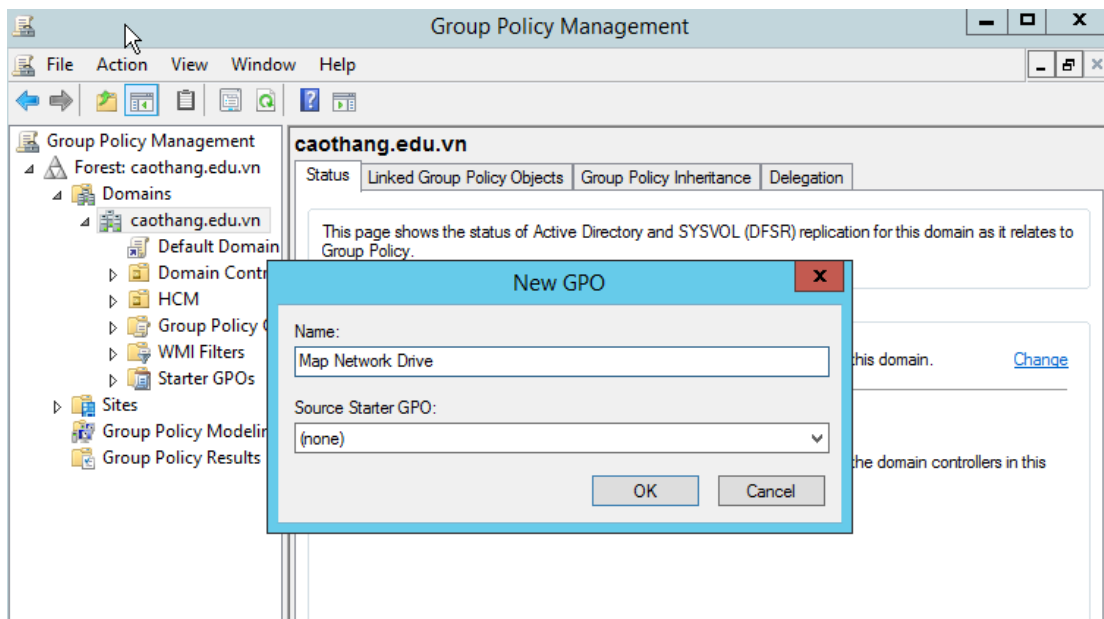 Group Policy Management
File Action View Window Help
Group Policy Management
Forest: caothang.edu.vn
Domains
caothang.edu.vn
Default Domain
Domain Contr
HCM
Group Policy
WMI Filters
Starter GPOs
Sites
Group Policy Modelin
Group Policy Results
caothang.edu.vn
Status Linked Group Policy Objects Group Policy Inheritance Delegation
This page shows the status of Active Directory and SYSVOL (DFSR) replication for this domain as it relates to
Group Policy.
this domain. Change
the domain controllers in this
New GPO
Name:
Map Network Drive
Source Starter GPO:
(none)
OK Cancel